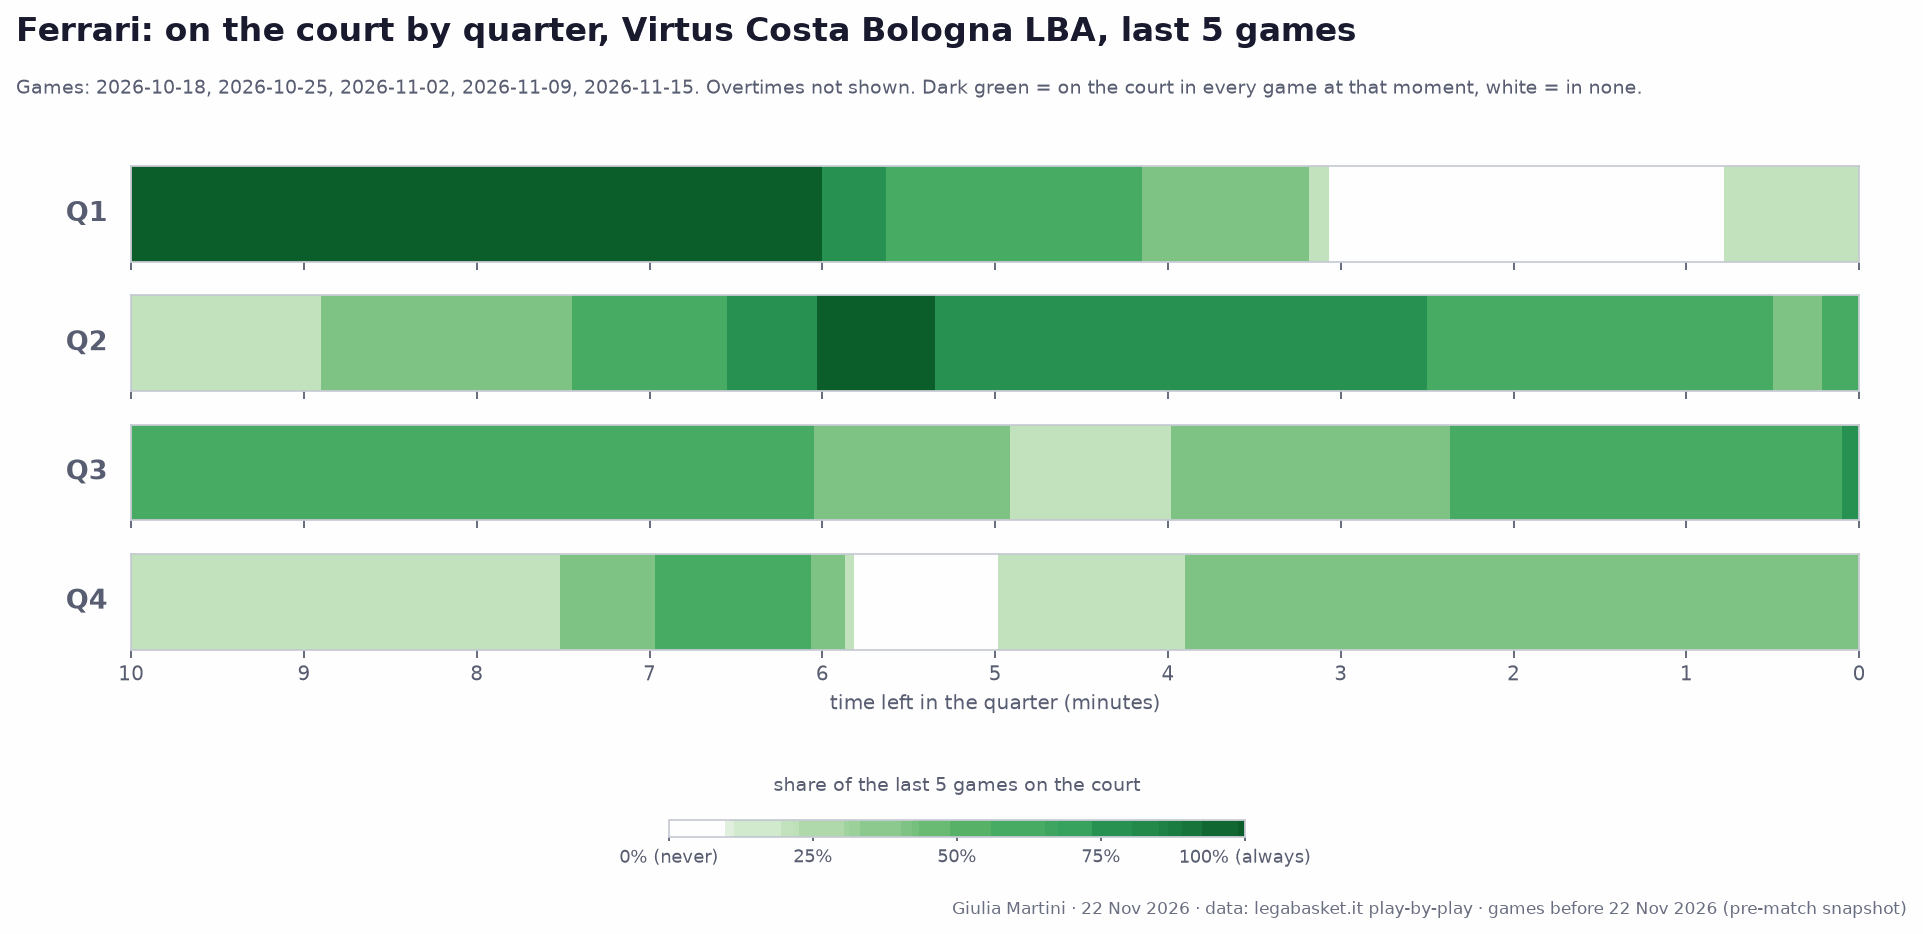 Ferrari: on the court by quarter, Virtus Costa Bologna LBA, last 5 games
Games: 2026-10-18, 2026-10-25, 2026-11-02, 2026-11-09, 2026-11-15. Overtimes not shown. Dark green = on the court in every game at that moment, white = in none.
Q1
Q2
Q3
Q4
10 9 8 7 6 5 4 3 2 1 0
time left in the quarter (minutes)
share of the last 5 games on the court
0% (never) 25% 50% 75% 100% (always)
Giulia Martini · 22 Nov 2026 · data: legabasket.it play-by-play · games before 22 Nov 2026 (pre-match snapshot)